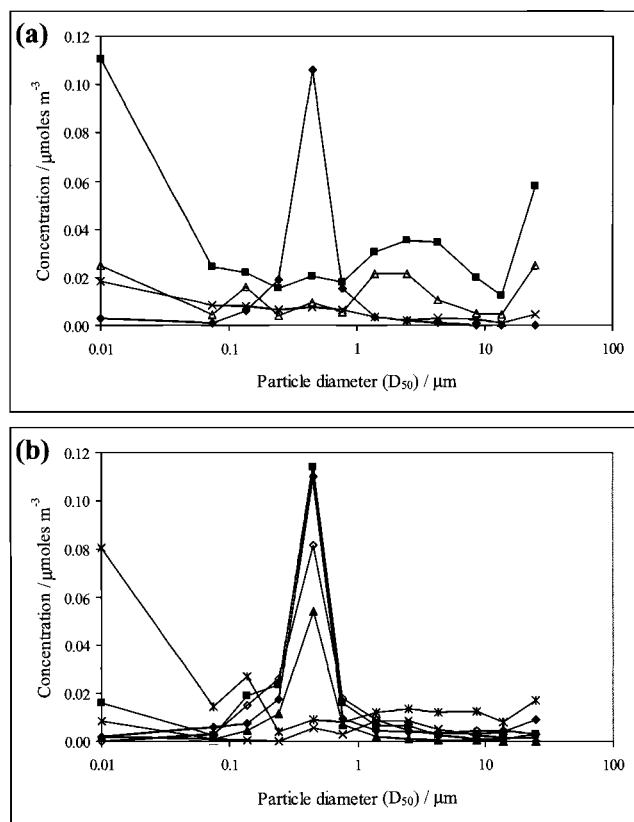 (a)
0.12
0.10
0.08
0.06
0.04
0.02
0.00
Concentration / μmoles m⁻³
0.01 0.1 1 10 100
Particle diameter (D₅₀) / μm
(b)
0.12
0.10
0.08
0.06
0.04
0.02
0.00
Concentration / μmoles m⁻³
0.01 0.1 1 10 100
Particle diameter (D₅₀) / μm